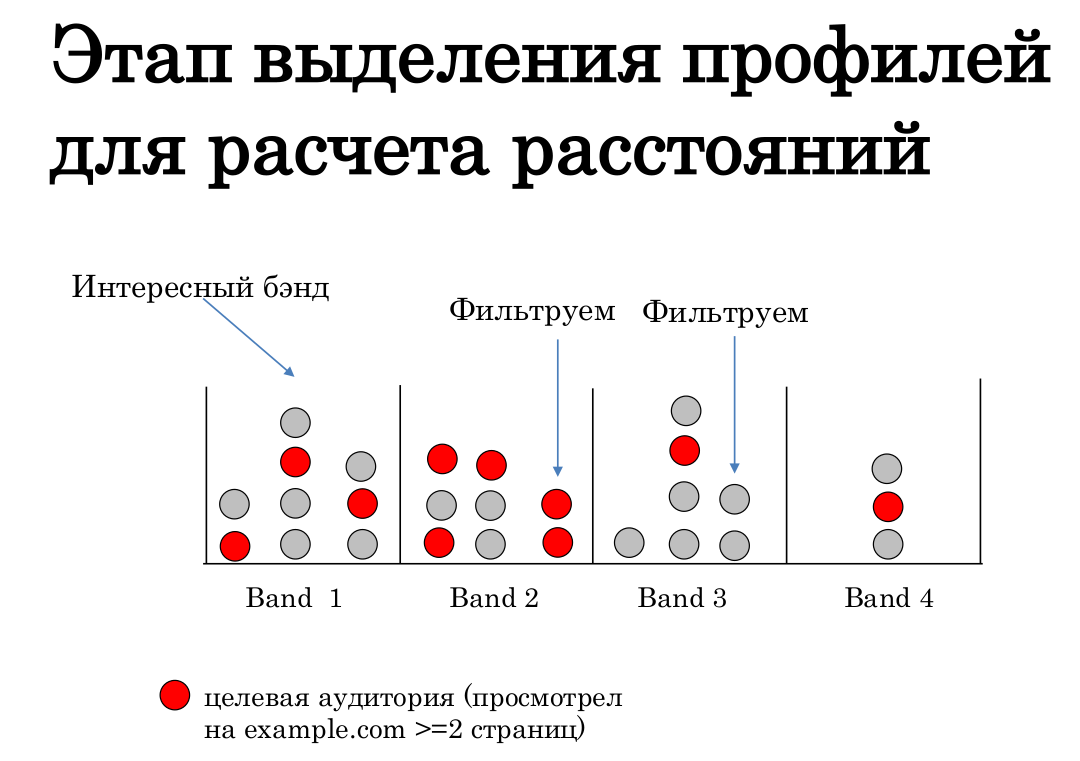 Этап выделения профилей
для расчета расстояний
Интересный бэнд
Фильтруем
Фильтруем
Band 1
Band 2
Band 3
Band 4
целевая аудитория (просмотрел
на example.com >=2 страниц)